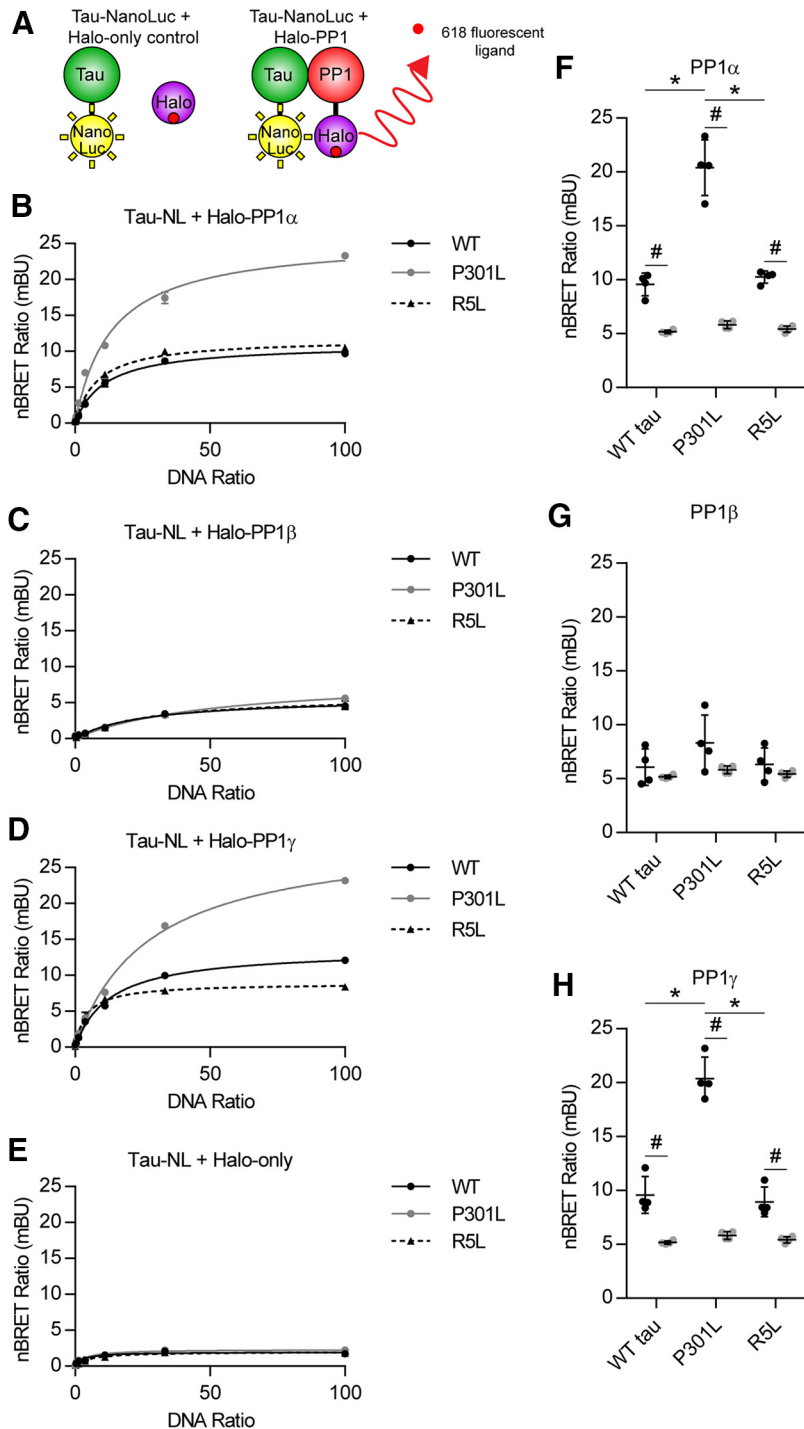 A
Tau-NanoLuc +
Halo-only control
Tau
Nano
Luc
Halo
Tau-NanoLuc +
Halo-PP1
Tau
PP1
Nano
Luc
Halo
618 fluorescent
ligand
B
Tau-NL + Halo-PP1α
nBRET Ratio (mBU)
25
20
15
10
5
0
0
50
100
DNA Ratio
WT
P301L
R5L
C
Tau-NL + Halo-PP1β
nBRET Ratio (mBU)
25
20
15
10
5
0
0
50
100
DNA Ratio
WT
P301L
R5L
D
Tau-NL + Halo-PP1γ
nBRET Ratio (mBU)
25
20
15
10
5
0
0
50
100
DNA Ratio
WT
P301L
R5L
E
Tau-NL + Halo-only
nBRET Ratio (mBU)
25
20
15
10
5
0
0
50
100
DNA Ratio
WT
P301L
R5L
F
PP1α
* *
#
#
#
nBRET Ratio (mBU)
25
20
15
10
5
0
WT tau
P301L
R5L
G
PP1β
nBRET Ratio (mBU)
25
20
15
10
5
0
WT tau
P301L
R5L
H
PP1γ
* *
#
#
#
nBRET Ratio (mBU)
25
20
15
10
5
0
WT tau
P301L
R5L